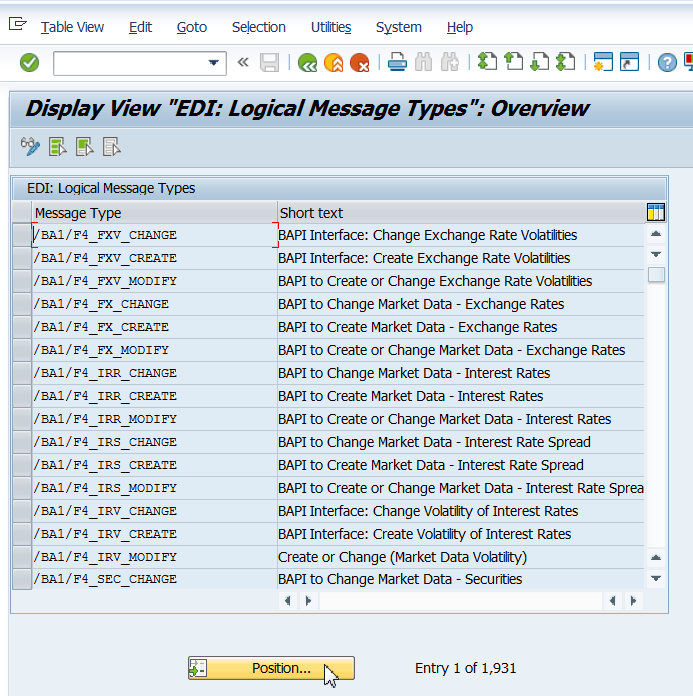 Table View Edit Goto Selection Utilities System Help
Display View "EDI: Logical Message Types": Overview
EDI: Logical Message Types
Message Type Short text
/BA1/F4_FXV_CHANGE BAPI Interface: Change Exchange Rate Volatilities
/BA1/F4_FXV_CREATE BAPI Interface: Create Exchange Rate Volatilities
/BA1/F4_FXV_MODIFY BAPI to Create or Change Exchange Rate Volatilities
/BA1/F4_FX_CHANGE BAPI to Change Market Data - Exchange Rates
/BA1/F4_FX_CREATE BAPI to Create Market Data - Exchange Rates
/BA1/F4_FX_MODIFY BAPI to Create or Change Market Data - Exchange Rates
/BA1/F4_IRR_CHANGE BAPI to Change Market Data - Interest Rates
/BA1/F4_IRR_CREATE BAPI to Create Market Data - Interest Rates
/BA1/F4_IRR_MODIFY BAPI to Create or Change Market Data - Interest Rates
/BA1/F4_IRS_CHANGE BAPI to Change Market Data - Interest Rate Spread
/BA1/F4_IRS_CREATE BAPI to Create Market Data - Interest Rate Spread
/BA1/F4_IRS_MODIFY BAPI to Create or Change Market Data - Interest Rate Sprea
/BA1/F4_IRV_CHANGE BAPI Interface: Change Volatility of Interest Rates
/BA1/F4_IRV_CREATE BAPI Interface: Create Volatility of Interest Rates
/BA1/F4_IRV_MODIFY Create or Change (Market Data Volatility)
/BA1/F4_SEC_CHANGE BAPI to Change Market Data - Securities
Position... Entry 1 of 1,931